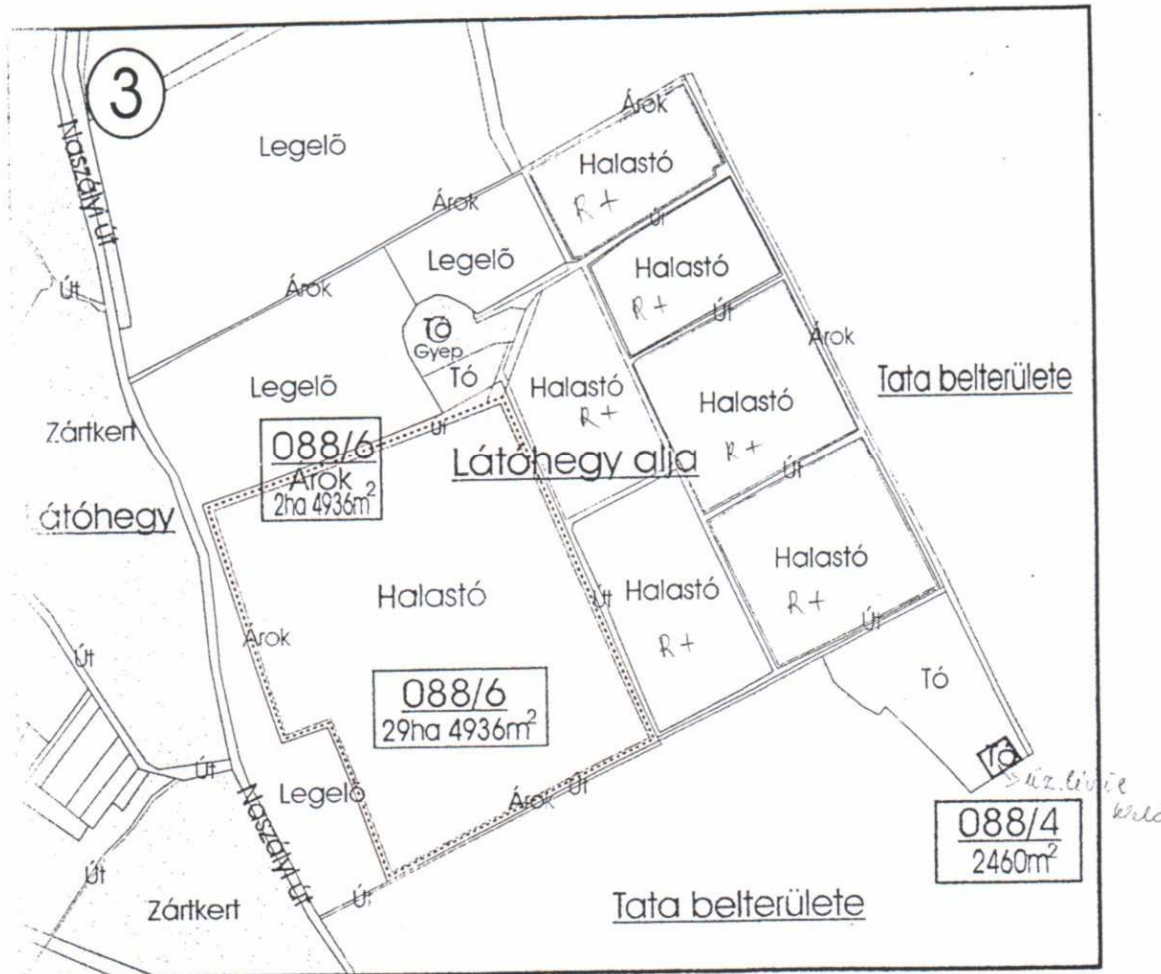 3
Árok
Naszályi út
Legelő
Halastó
R +
Árok
Út
Legelő
Halastó
R +
Út
Árok
Út
Tó
Gyep
Tó
Árok
Legelő
Halastó
R +
Halastó
R +
Tata belterülete
Zártkert
Út
088/6
Árok
2ha 4936m²
Látóhegy alja
Út
átóhegy
Halastó
Halastó
R +
Halastó
R +
Út
Árok
Út
Út
088/6
29ha 4936m²
Tó
Tó
Út
Legelő
Árok
Út
üz.
Naszályi út
088/4
2460m²
Út
Zártkert
Út
Tata belterülete